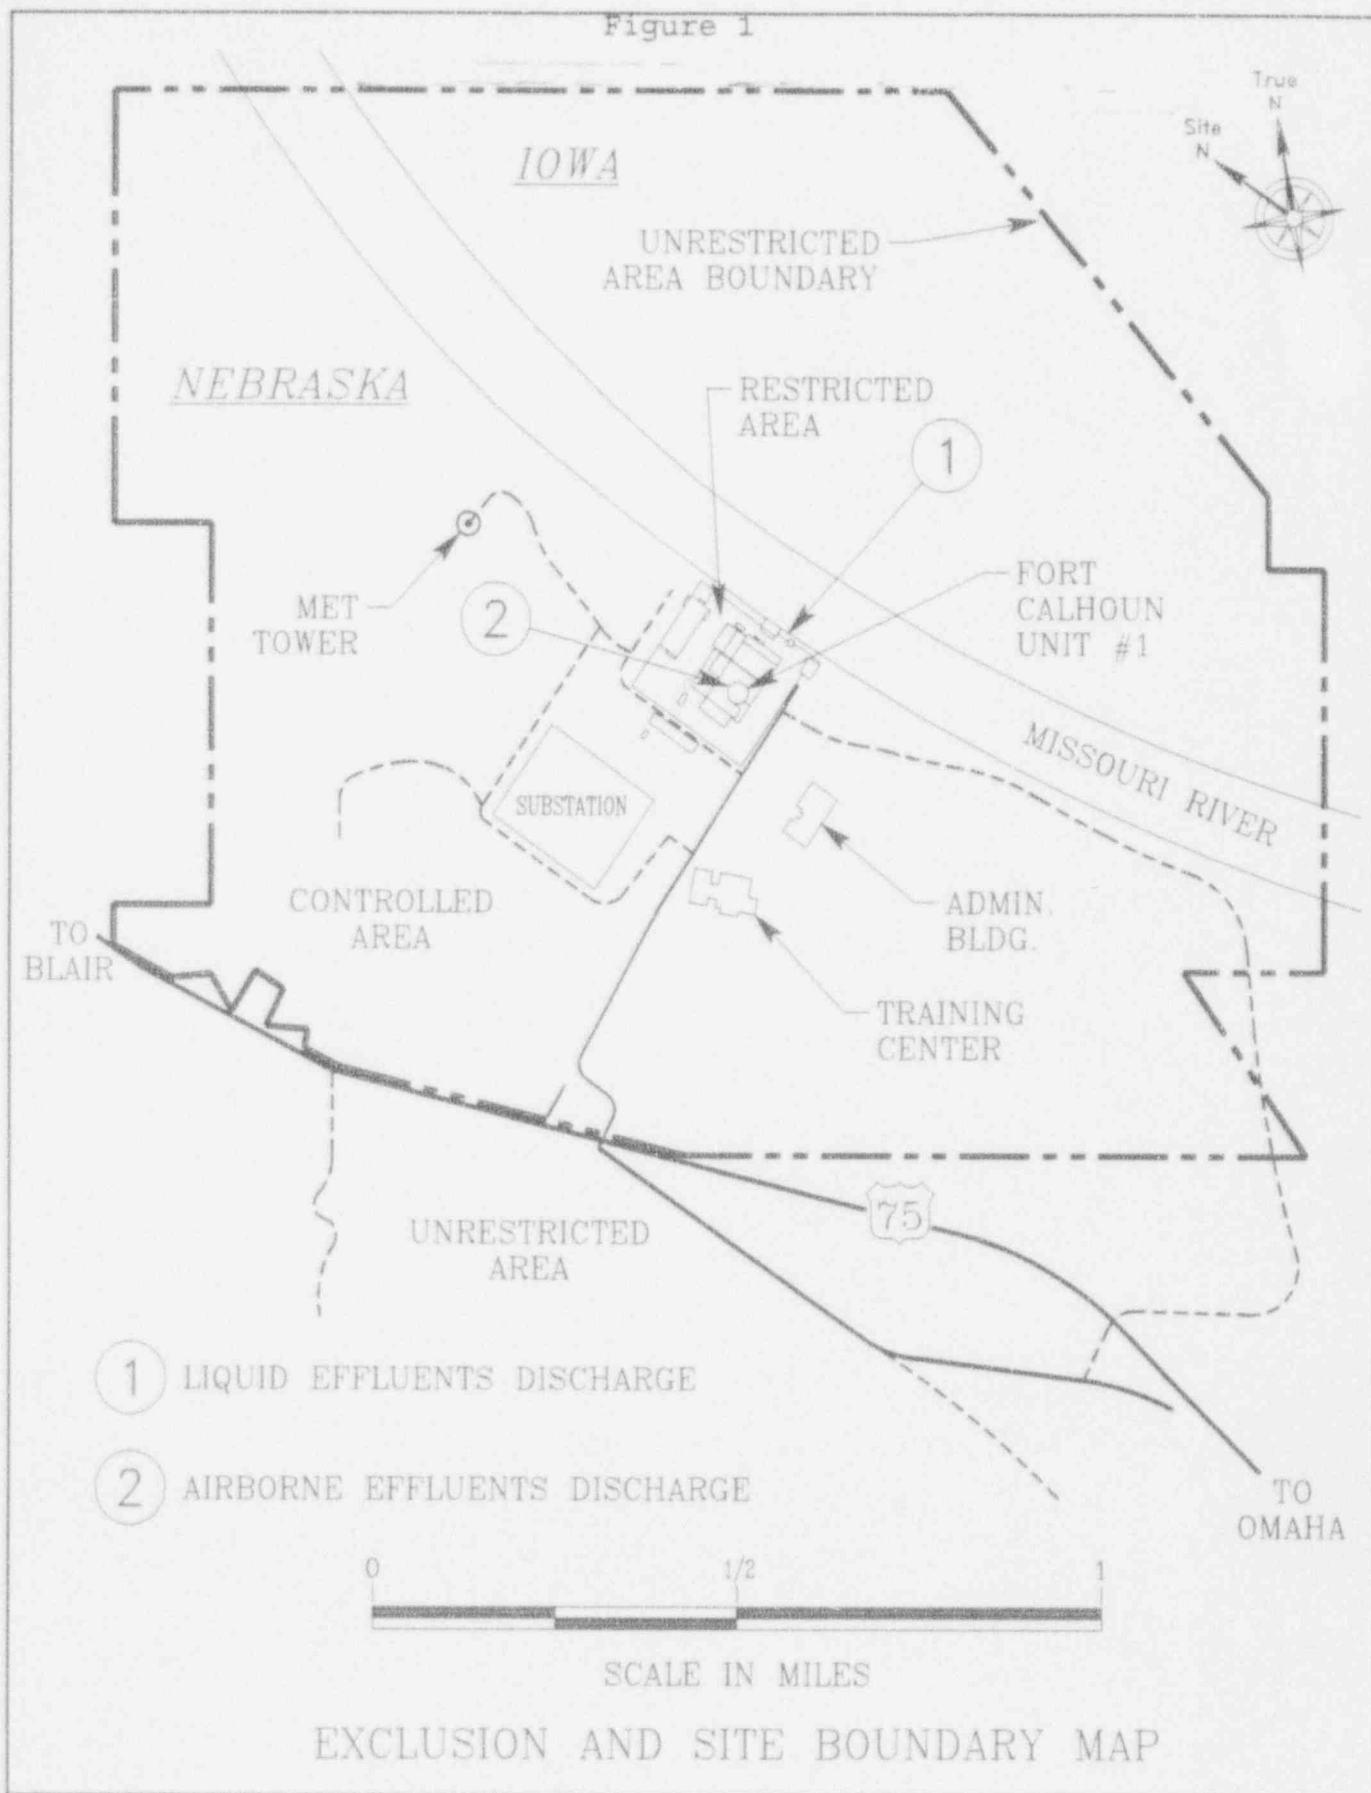 Figure 1
True
N
Site
N
IOWA
UNRESTRICTED
AREA BOUNDARY
NEBRASKA
RESTRICTED
AREA
1
MET
TOWER
2
FORT
CALHOUN
UNIT #1
MISSOURI RIVER
SUBSTATION
CONTROLLED
AREA
ADMIN.
BLDG.
TO
BLAIR
TRAINING
CENTER
75
UNRESTRICTED
AREA
1 LIQUID EFFLUENTS DISCHARGE
2 AIRBORNE EFFLUENTS DISCHARGE
TO
OMAHA
0 1/2 1
SCALE IN MILES
EXCLUSION AND SITE BOUNDARY MAP